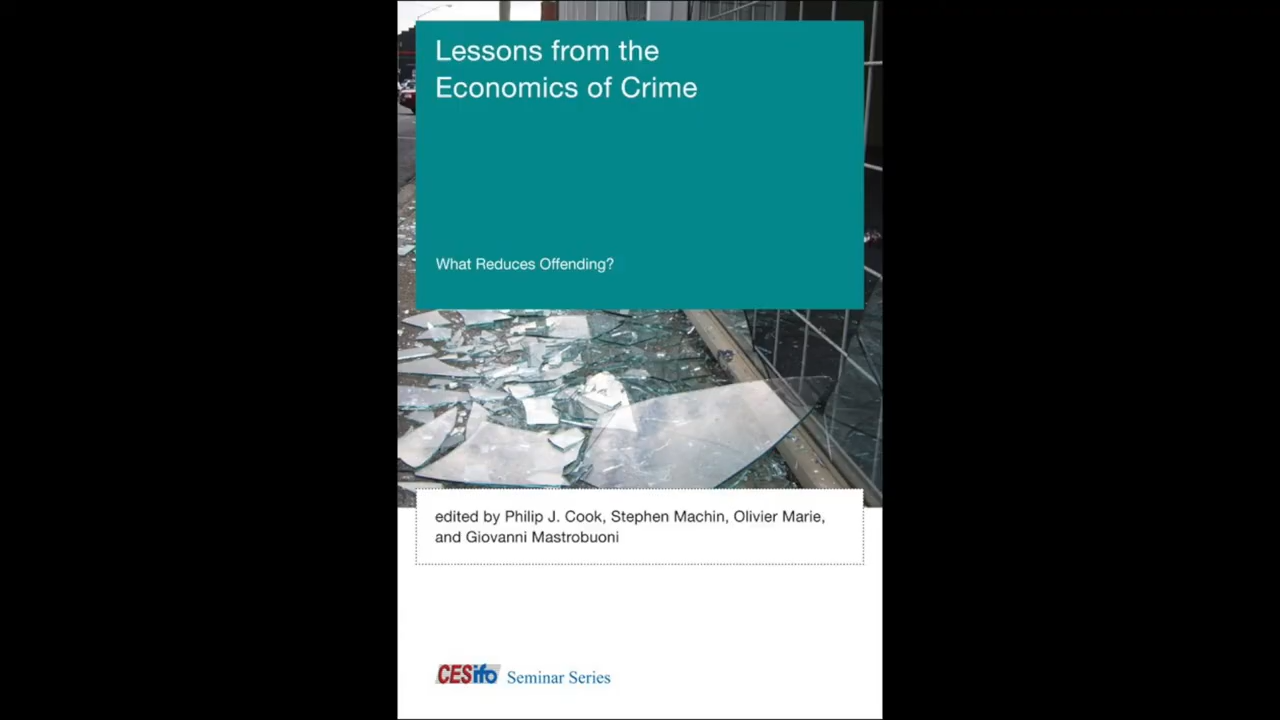 Lessons from the
Economics of Crime
What Reduces Offending?
edited by Philip J. Cook, Stephen Machin, Olivier Marie,
and Giovanni Mastrobuoni
CESifo Seminar Series